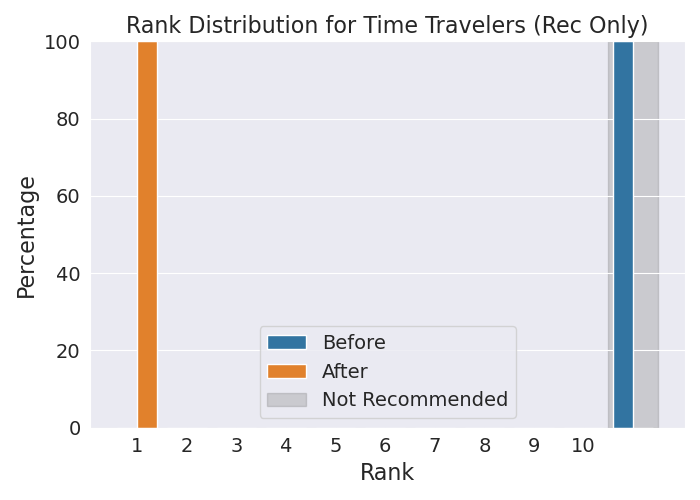 Rank Distribution for Time Travelers (Rec Only)
100
80
60
40
20
0
Percentage
Before
After
Not Recommended
1 2 3 4 5 6 7 8 9 10
Rank